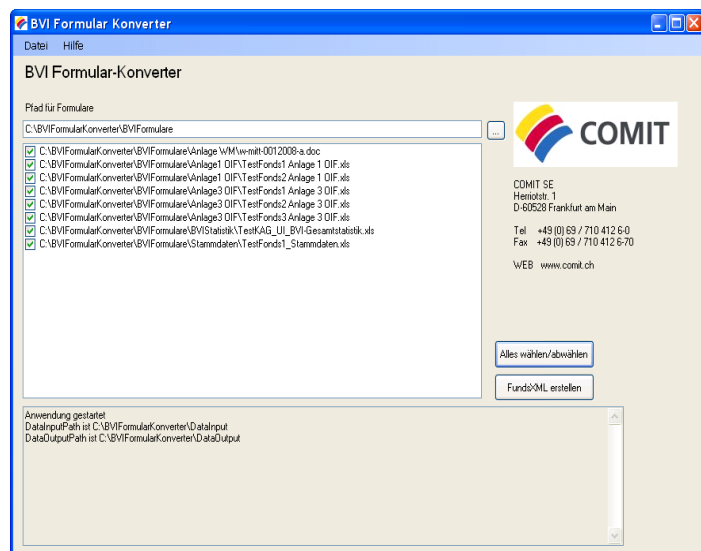 BVI Formular Konverter
Datei Hilfe
BVI Formular-Konverter
Pfad für Formulare
C:\BVIFormularKonverter\BVIFormulare
...
C:\BVIFormularKonverter\BVIFormulare\Anlage WM\w-mitt-0012008-a.doc
C:\BVIFormularKonverter\BVIFormulare\Anlage1 OIF\TestFonds1 Anlage 1 OIF.xls
C:\BVIFormularKonverter\BVIFormulare\Anlage1 OIF\TestFonds2 Anlage 1 OIF.xls
C:\BVIFormularKonverter\BVIFormulare\Anlage3 OIF\TestFonds1 Anlage 3 OIF.xls
C:\BVIFormularKonverter\BVIFormulare\Anlage3 OIF\TestFonds2 Anlage 3 OIF.xls
C:\BVIFormularKonverter\BVIFormulare\Anlage3 OIF\TestFonds3 Anlage 3 OIF.xls
C:\BVIFormularKonverter\BVIFormulare\BVIStatistik\TestKAG_UI_BVI-Gesamtstatistik.xls
C:\BVIFormularKonverter\BVIFormulare\Stammdaten\TestFonds1_Stammdaten.xls
COMIT
COMIT SE
Herriotstr. 1
D-60528 Frankfurt am Main
Tel +49 (0) 69 / 710 412 6-0
Fax +49 (0) 69 / 710 412 6-70
WEB www.comit.ch
Alles wählen/abwählen
FundsXML erstellen
Anwendung gestartet
DataInputPath ist C:\BVIFormularKonverter\DataInput
DataOutputPath ist C:\BVIFormularKonverter\DataOutput